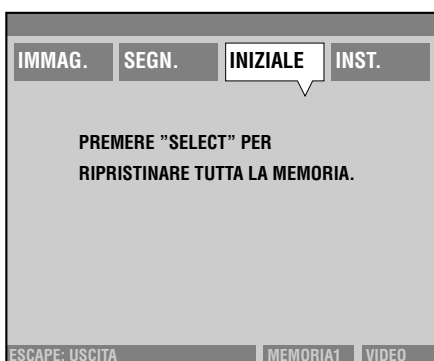 IMMAG. SEGN. INIZIALE INST.
PREMERE ”SELECT” PER
RIPRISTINARE TUTTA LA MEMORIA.
ESCAPE: USCITA MEMORIA1 VIDEO